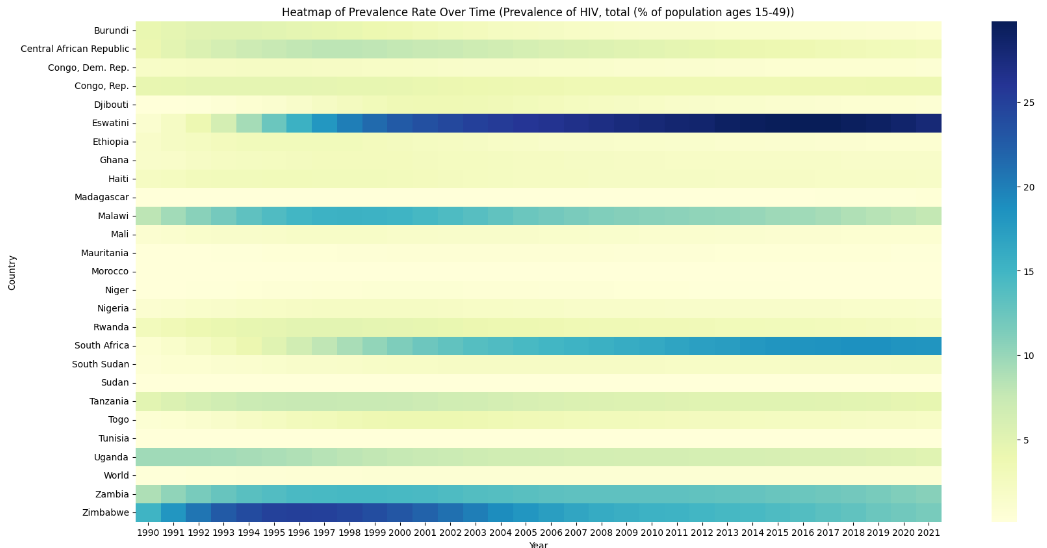 Heatmap of Prevalence Rate Over Time (Prevalence of HIV, total (% of population ages 15-49))
Burundi
Central African Republic
Congo, Dem. Rep.
Congo, Rep.
Djibouti
Eswatini
Ethiopia
Ghana
Haiti
Madagascar
Malawi
Mali
Mauritania
Morocco
Niger
Nigeria
Rwanda
South Africa
South Sudan
Sudan
Tanzania
Togo
Tunisia
Uganda
World
Zambia
Zimbabwe
Country
1990 1991 1992 1993 1994 1995 1996 1997 1998 1999 2000 2001 2002 2003 2004 2005 2006 2007 2008 2009 2010 2011 2012 2013 2014 2015 2016 2017 2018 2019 2020 2021
Year
25
20
15
10
5